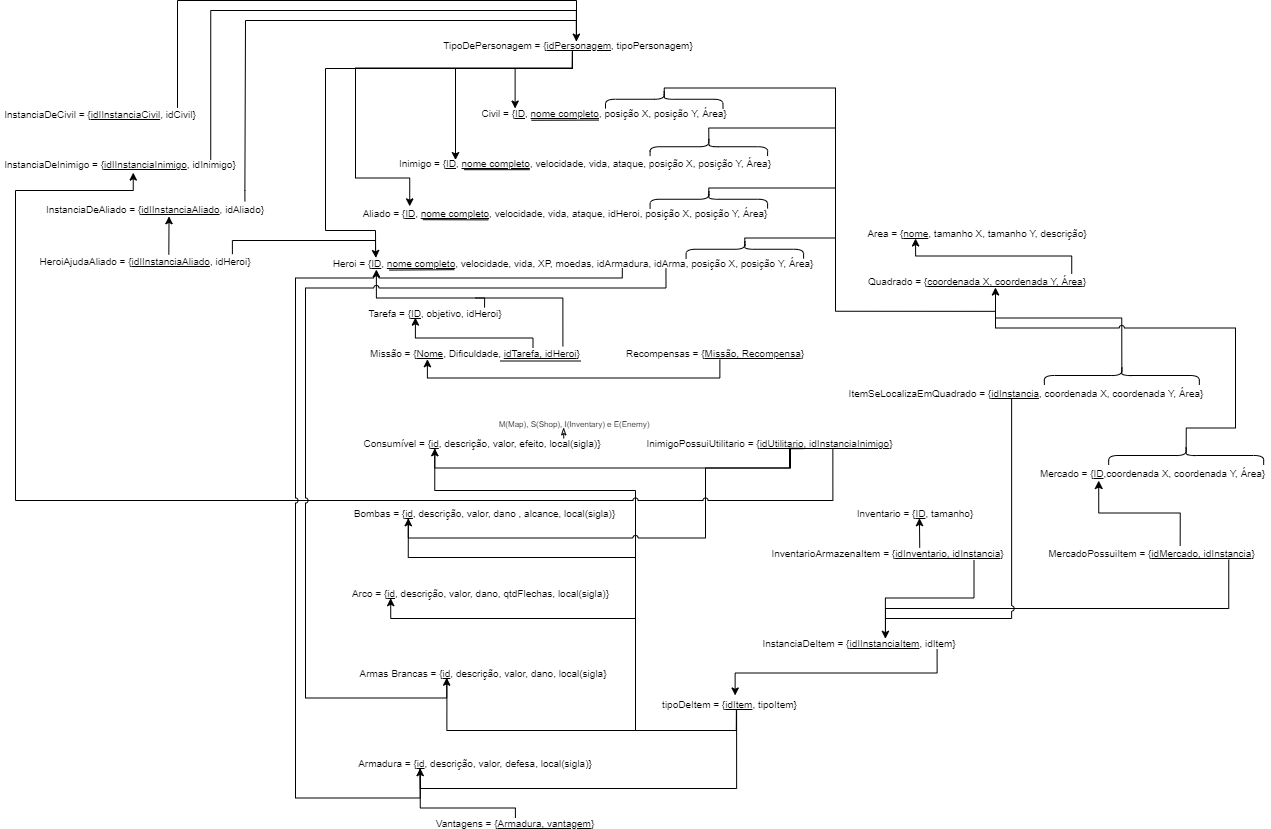 TipoDePersonagem = {idPersonagem, tipoPersonagem}
InstanciaDeCivil = {idIInstanciaCivil, idCivil}
Civil = {ID, nome completo, posição X, posição Y, Área}
InstanciaDeInimigo = {idIInstanciaInimigo, idInimigo}
Inimigo = {ID, nome completo, velocidade, vida, ataque, posição X, posição Y, Área}
InstanciaDeAliado = {idIInstanciaAliado, idAliado}
Aliado = {ID, nome completo, velocidade, vida, ataque, idHeroi, posição X, posição Y, Área}
Area = {nome, tamanho X, tamanho Y, descrição}
HeroiAjudaAliado = {idIInstanciaAliado, idHeroi}
Heroi = {ID, nome completo, velocidade, vida, XP, moedas, idArmadura, idArma, posição X, posição Y, Área}
Quadrado = {coordenada X, coordenada Y, Área}
Tarefa = {ID, objetivo, idHeroi}
Missão = {Nome, Dificuldade, idTarefa, idHeroi}
Recompensas = {Missão, Recompensa}
ItemSeLocalizaEmQuadrado = {idInstancia, coordenada X, coordenada Y, Área}
M(Map), S(Shop), I(Inventary) e E(Enemy)
Consumível = {id, descrição, valor, efeito, local(sigla)}
InimigoPossuiUtilitario = {idUtilitario, idInstanciaInimigo}
Mercado = {ID,coordenada X, coordenada Y, Área}
Bombas = {id, descrição, valor, dano , alcance, local(sigla)}
Inventario = {ID, tamanho}
InventarioArmazenaItem = {idInventario, idInstancia}
MercadoPossuiItem = {idMercado, idInstancia}
Arco = {id, descrição, valor, dano, qtdFlechas, local(sigla)}
InstanciaDeItem = {idIInstanciaItem, idItem}
Armas Brancas = {id, descrição, valor, dano, local(sigla}
tipoDeItem = {idItem, tipoItem}
Armadura = {id, descrição, valor, defesa, local(sigla)}
Vantagens = {Armadura, vantagem}